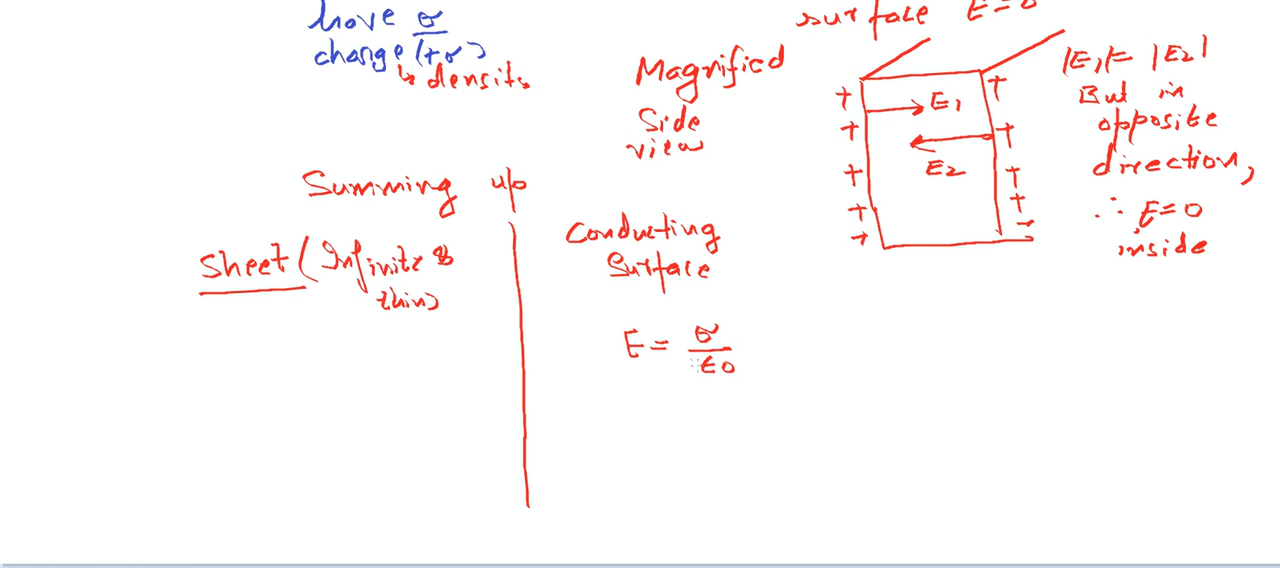 have σ
change (+σ)
↳ density
surface E=0
Magnified
Side
view
+ E1 +
+ +
E2
+ +
+ +
+ -
|E1|= |E2|
But in
opposite
direction,
∴ E=0
inside
Summing up
Sheet (Infinite &
thin)
Conducting
Surface
E = σ/ε0